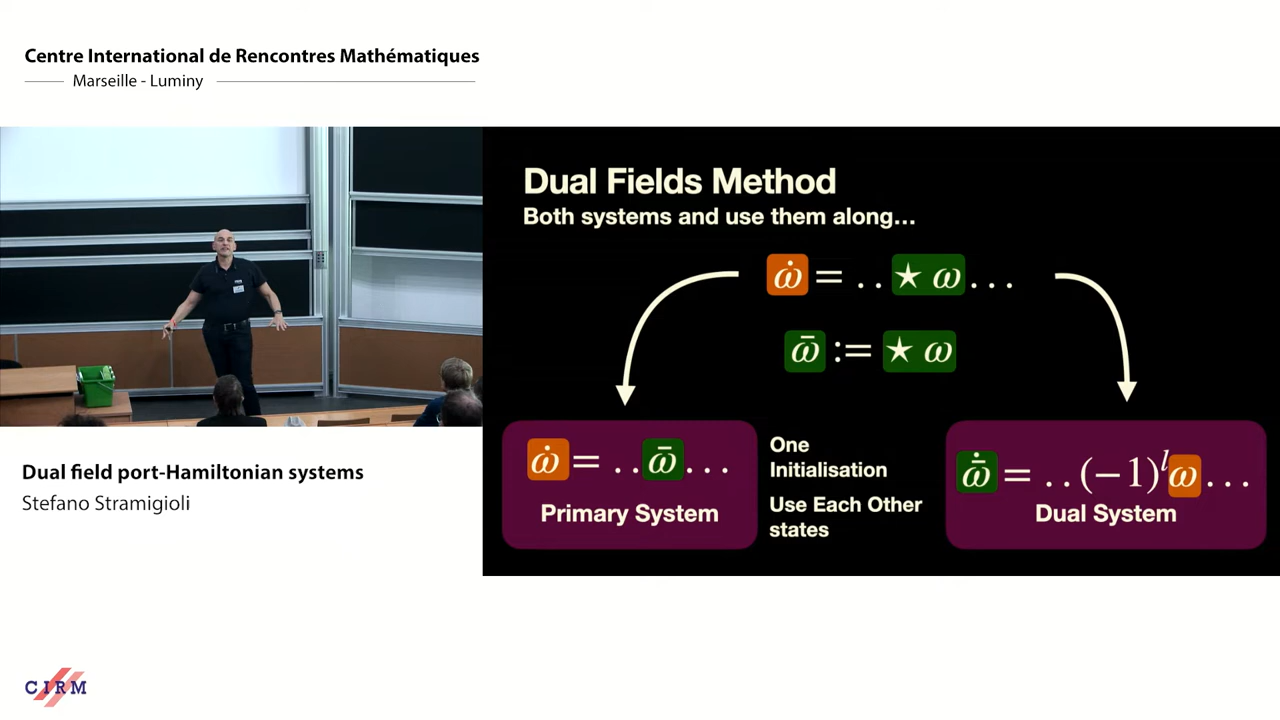 Centre International de Rencontres Mathématiques
Marseille - Luminy
Dual Fields Method
Both systems and use them along...
ω̇ = . . ★ ω . . .
ω̄ := ★ ω
ω̇ = . . ω̄ . . .
Primary System
One
Initialisation
Use Each Other
states
ω̄̇ = . . (−1)ˡω . . .
Dual System
Dual field port-Hamiltonian systems
Stefano Stramigioli
CIRM